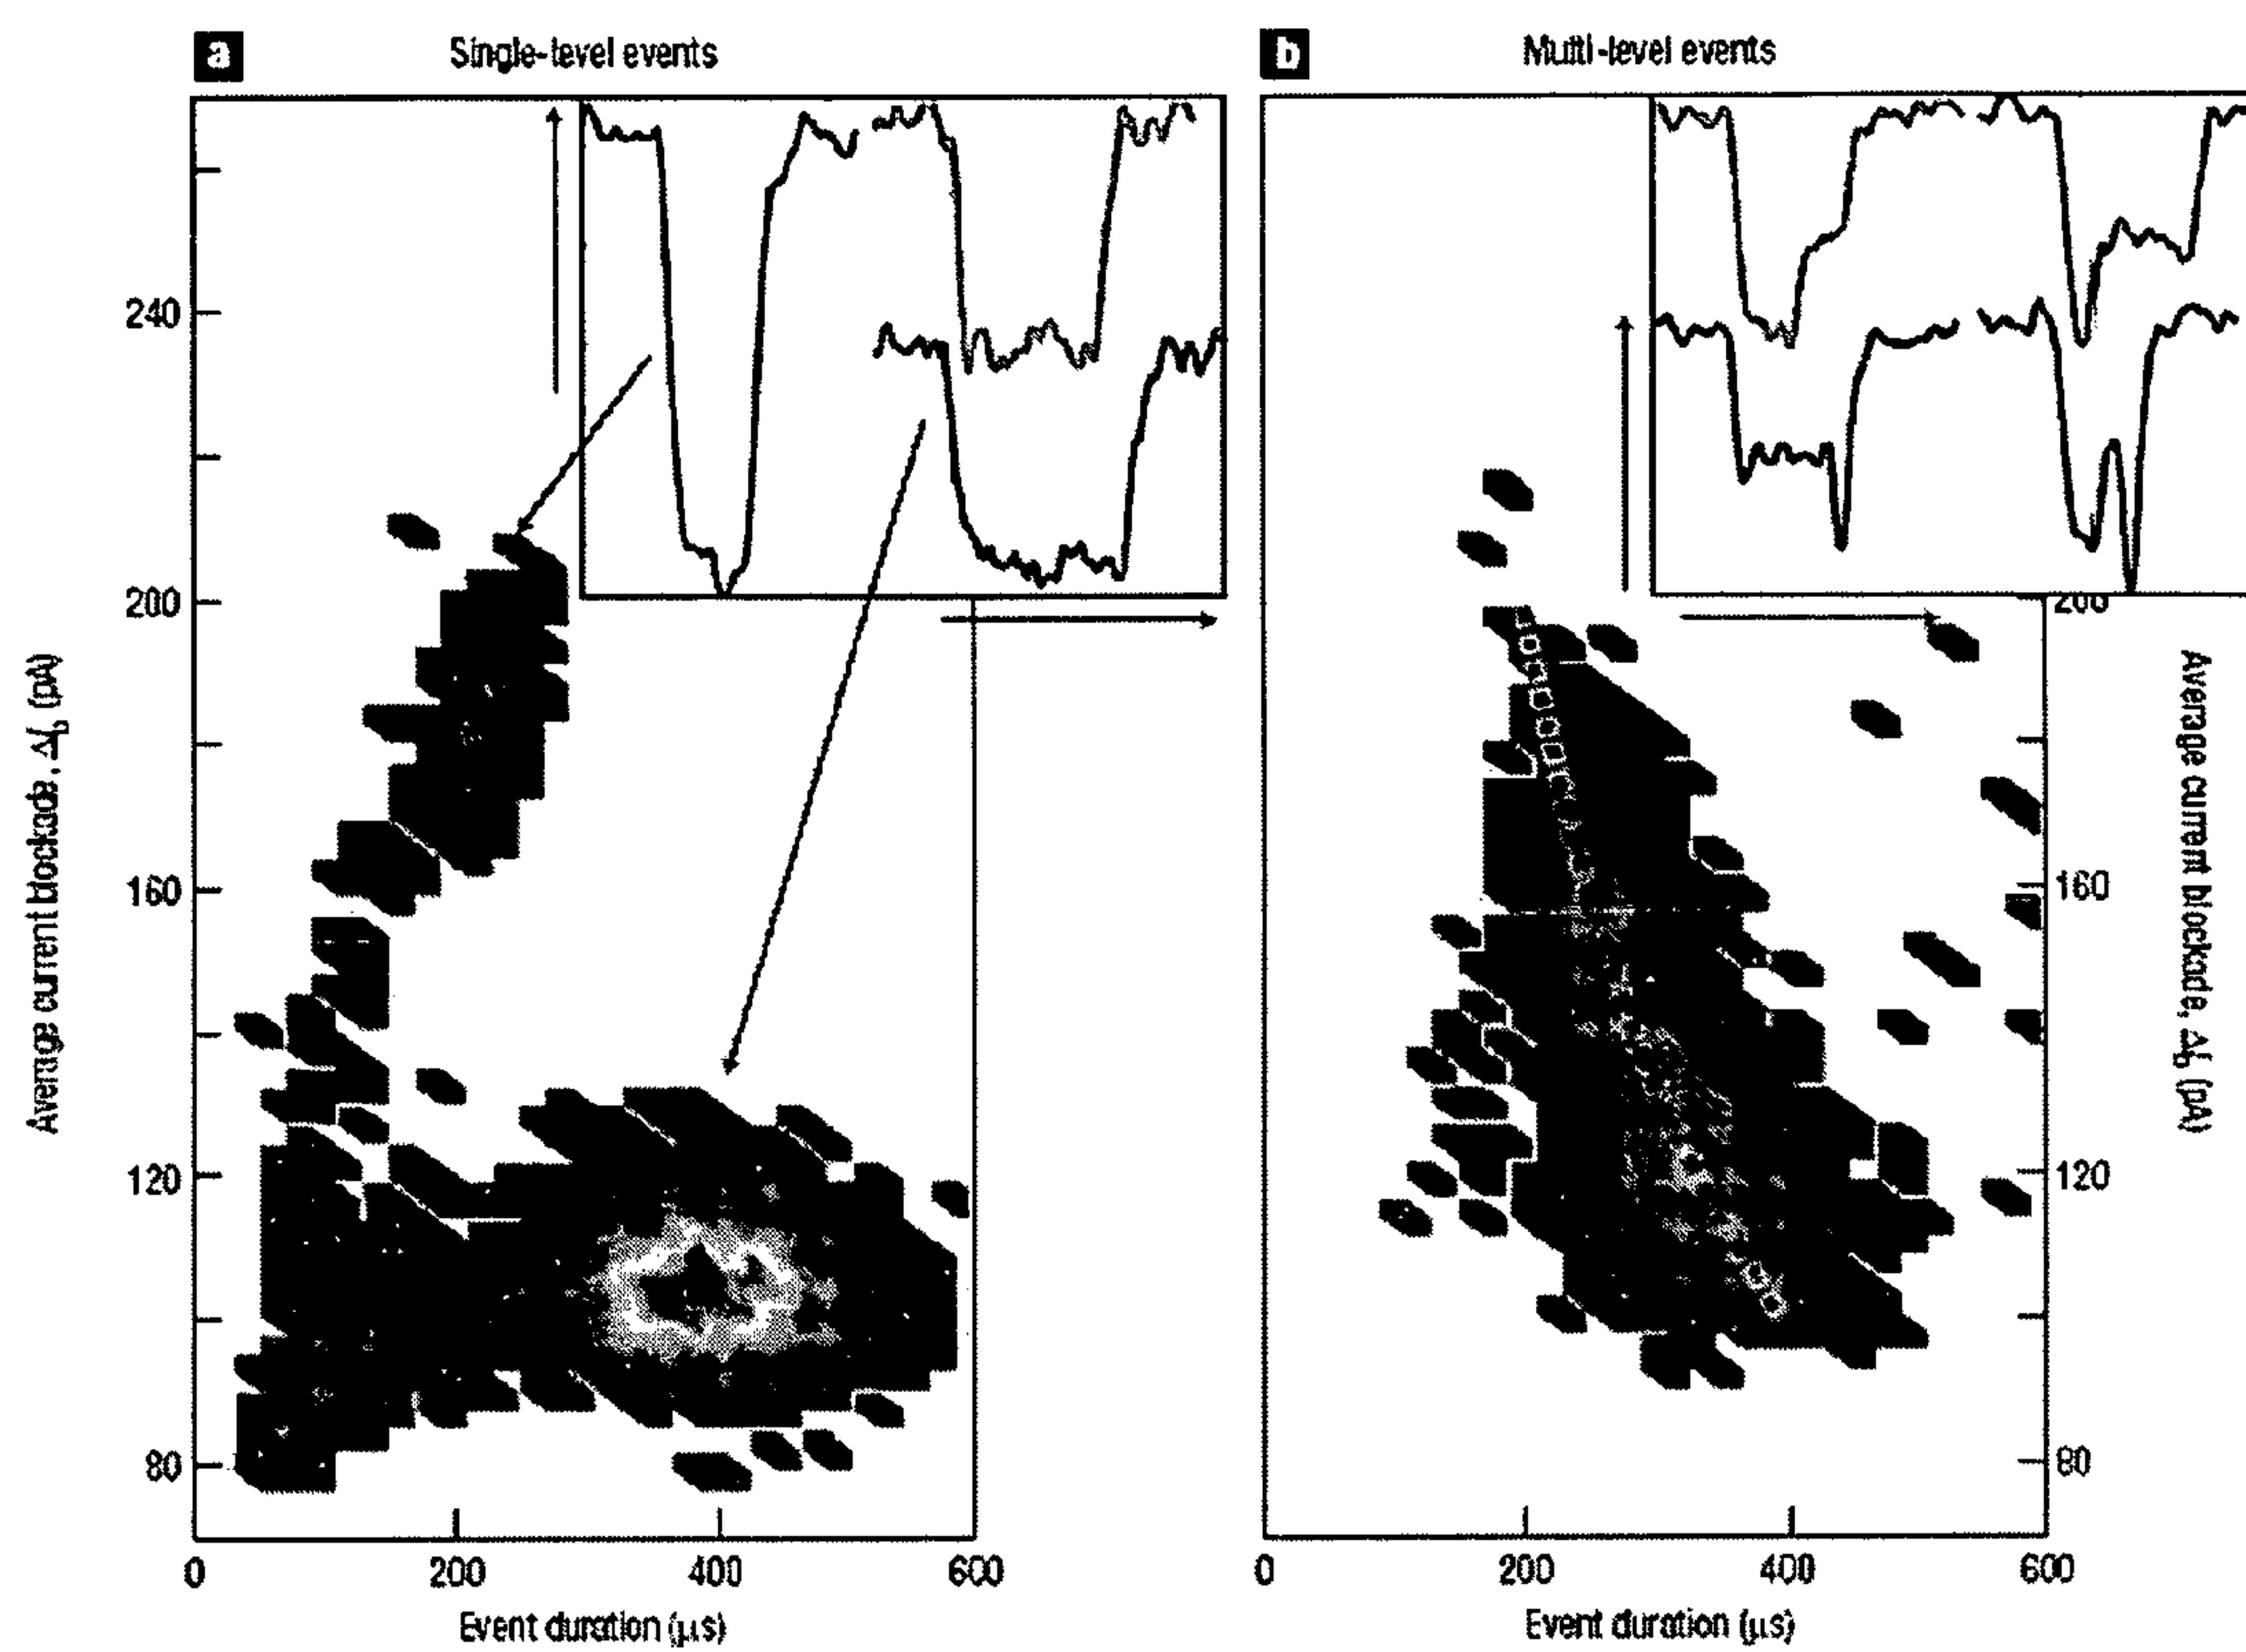 a
Single-level events
b
Multi-level events
Average current blockade, ΔIb (pA)
240
200
160
120
80
0
200
400
600
Event duration (μs)
200
160
120
80
Average current blockade, ΔIb (pA)
0
200
400
600
Event duration (μs)